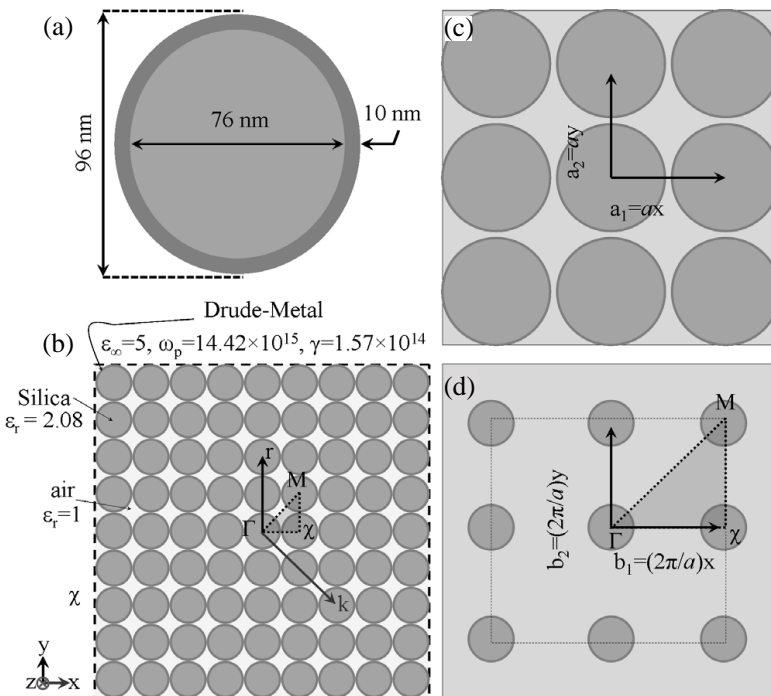 (a)
96 nm
76 nm
10 nm
(c)
a₂=ay
a₁=ax
Drude-Metal
(b)
ε∞=5, ωp=14.42×10¹⁵, γ=1.57×10¹⁴
Silica
εr = 2.08
air
εr=1
r
M
Γ
χ
k
χ
y
z
x
(d)
M
b₂=(2π/a)y
Γ
χ
b₁=(2π/a)x